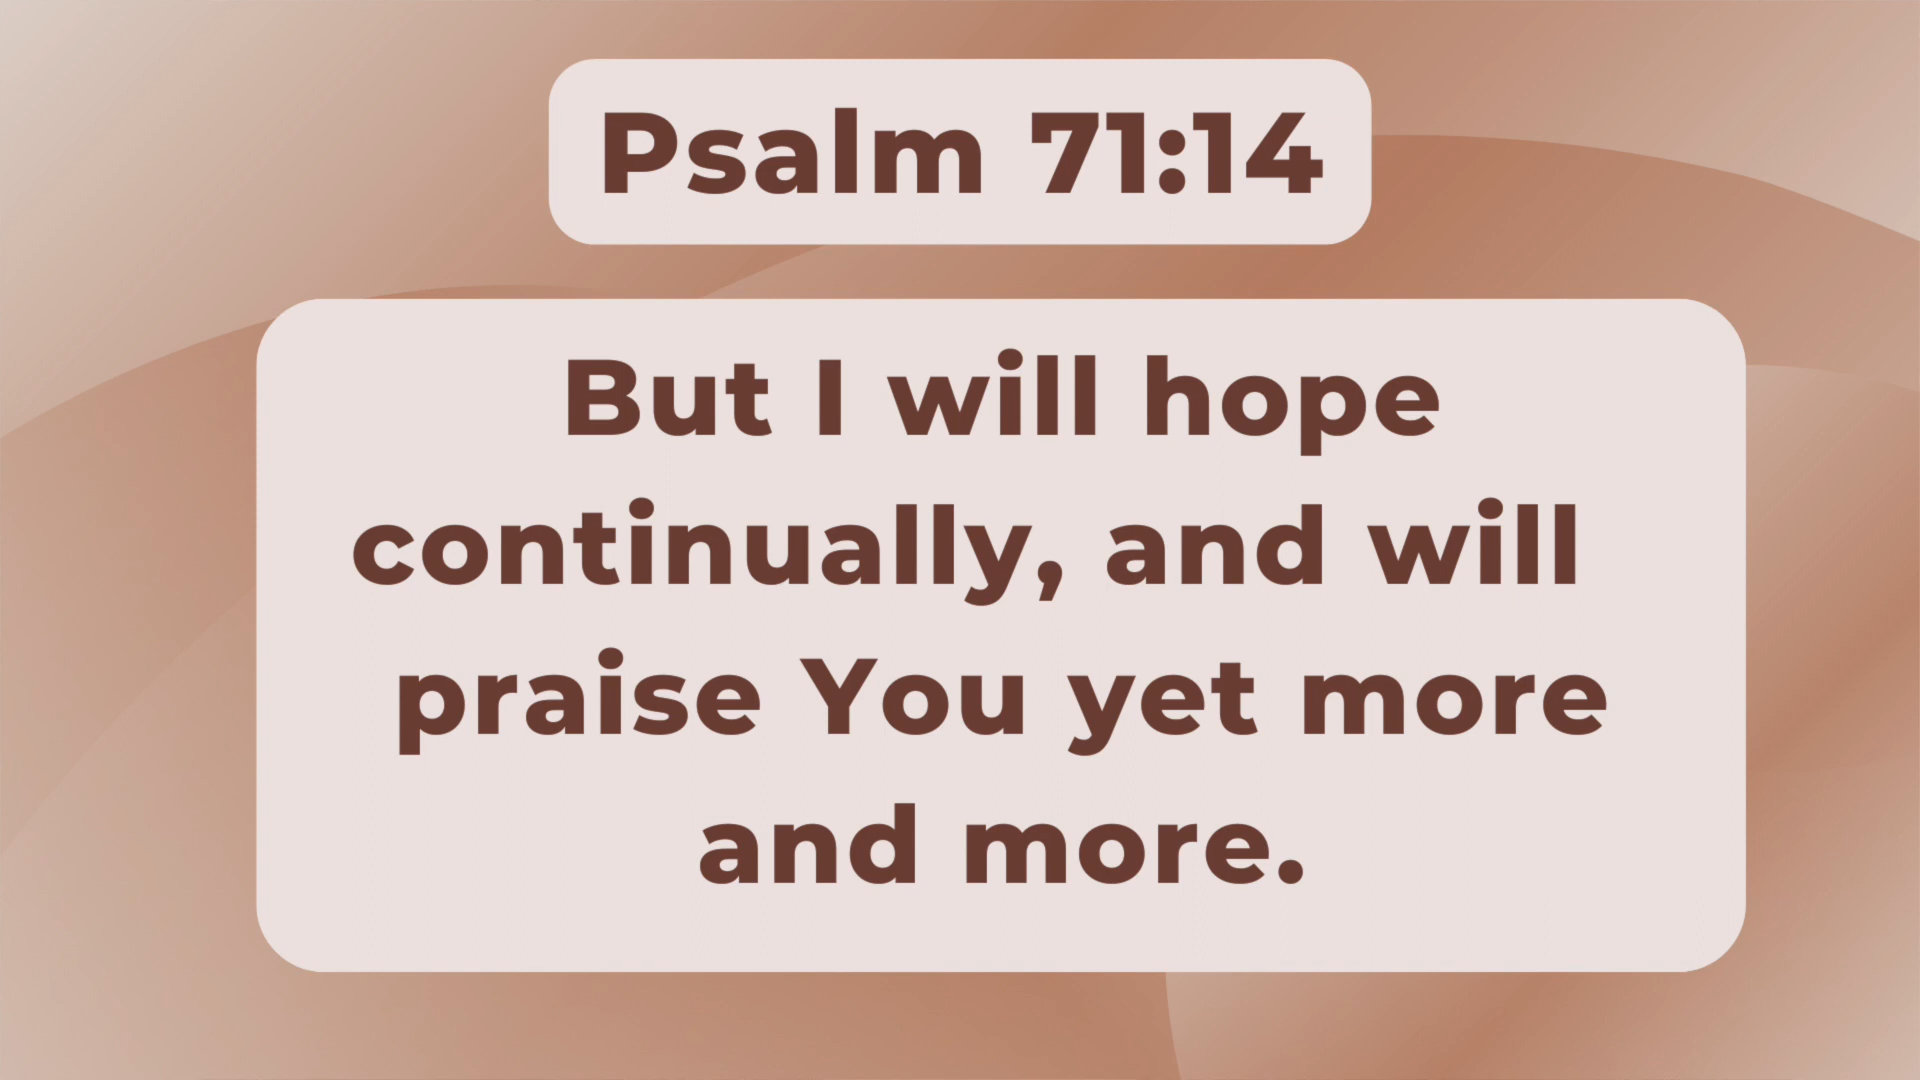 Psalm 71:14
But I will hope
continually, and will
praise You yet more
and more.